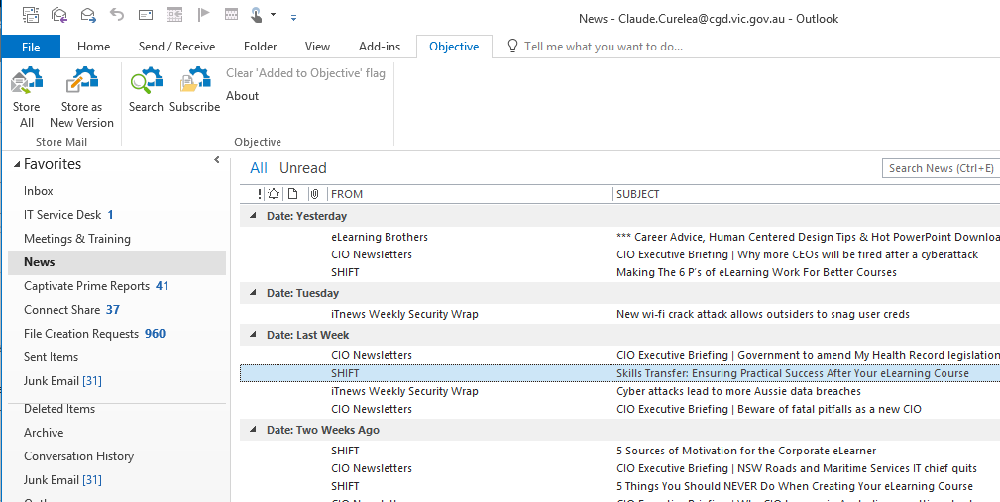 News - Claude.Curelea@cgd.vic.gov.au - Outlook
File Home Send / Receive Folder View Add-ins Objective Tell me what you want to do...
Store All
Store as New Version
Search
Subscribe
Clear 'Added to Objective' flag
About
Store Mail
Objective
Favorites
Inbox
IT Service Desk 1
Meetings & Training
News
Captivate Prime Reports 41
Connect Share 37
File Creation Requests 960
Sent Items
Junk Email [31]
Deleted Items
Archive
Conversation History
Junk Email [31]
All Unread
Search News (Ctrl+E)
FROM SUBJECT
Date: Yesterday
eLearning Brothers *** Career Advice, Human Centered Design Tips & Hot PowerPoint Downloa
CIO Newsletters CIO Executive Briefing | Why more CEOs will be fired after a cyberattack
SHIFT Making The 6 P's of eLearning Work For Better Courses
Date: Tuesday
iTnews Weekly Security Wrap New wi-fi crack attack allows outsiders to snag user creds
Date: Last Week
CIO Newsletters CIO Executive Briefing | Government to amend My Health Record legislation
SHIFT Skills Transfer: Ensuring Practical Success After Your eLearning Course
iTnews Weekly Security Wrap Cyber attacks lead to more Aussie data breaches
CIO Newsletters CIO Executive Briefing | Beware of fatal pitfalls as a new CIO
Date: Two Weeks Ago
SHIFT 5 Sources of Motivation for the Corporate eLearner
CIO Newsletters CIO Executive Briefing | NSW Roads and Maritime Services IT chief quits
SHIFT 5 Things You Should NEVER Do When Creating Your eLearning Course